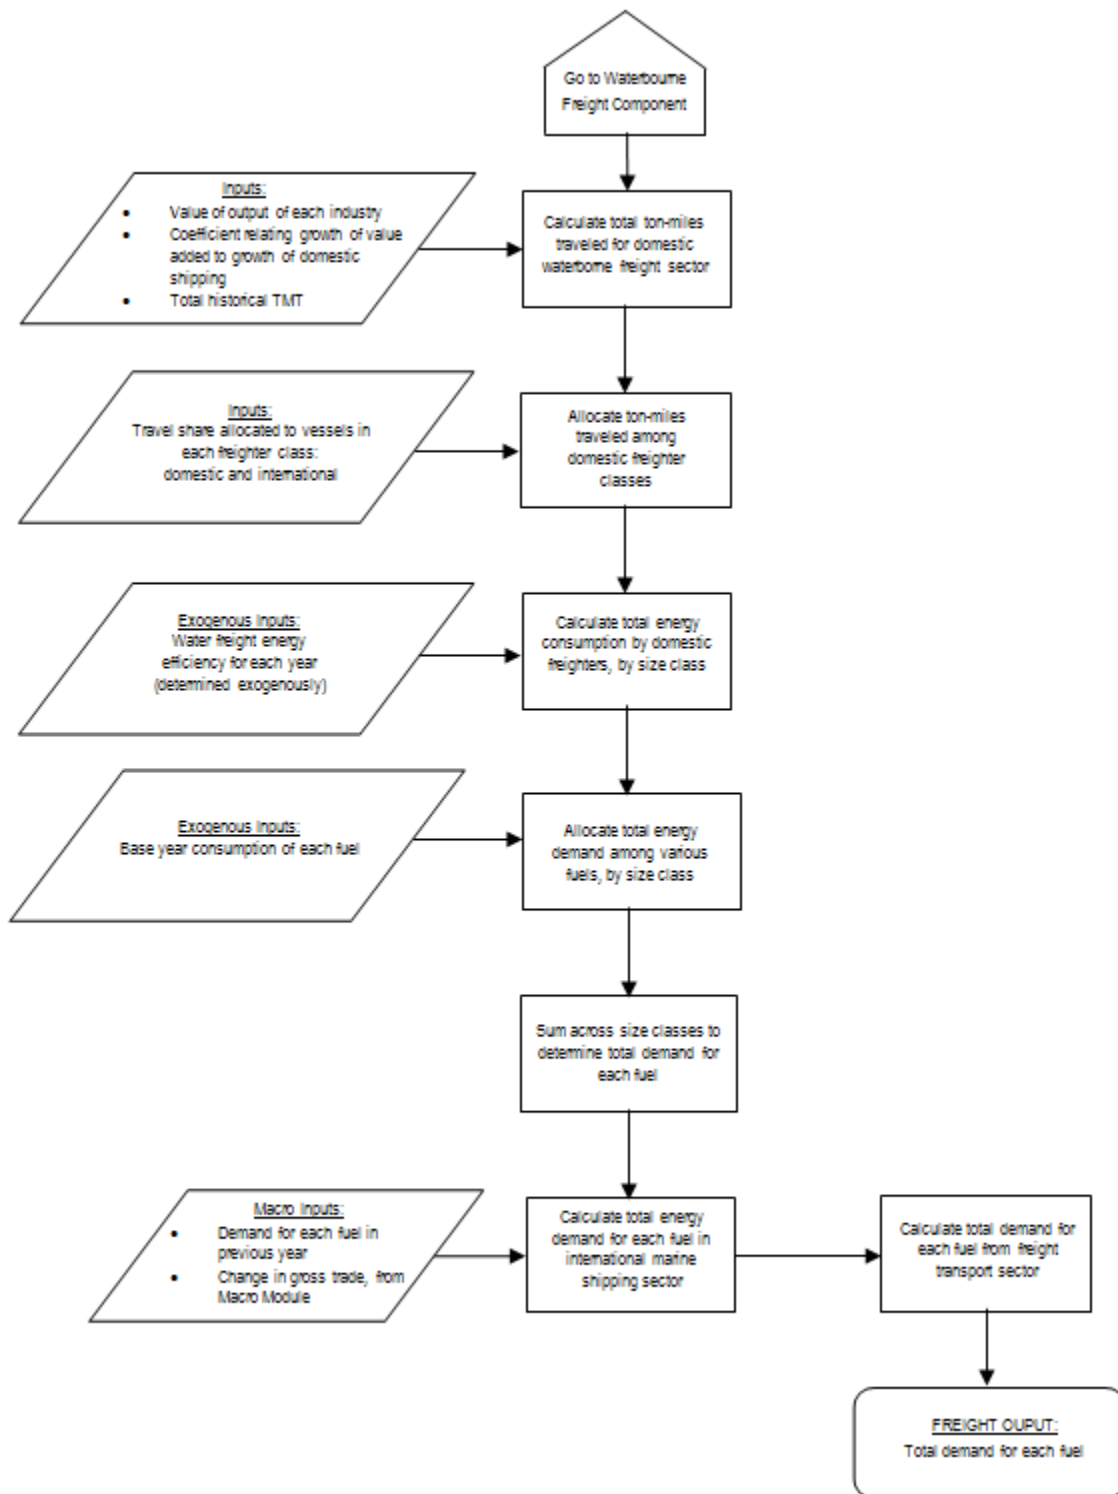 Go to Waterbourne
Freight Component
Inputs:
• Value of output of each industry
• Coefficient relating growth of value
added to growth of domestic
shipping
• Total historical TMT
Calculate total ton-miles
traveled for domestic
waterborne freight sector
Inputs:
Travel share allocated to vessels in
each freighter class:
domestic and international
Allocate ton-miles
traveled among
domestic freighter
classes
Exogenous Inputs:
Water freight energy
efficiency for each year
(determined exogenously)
Calculate total energy
consumption by domestic
freighters, by size class
Exogenous Inputs:
Base year consumption of each fuel
Allocate total energy
demand among various
fuels, by size class
Sum across size classes to
determine total demand for
each fuel
Macro Inputs:
• Demand for each fuel in
previous year
• Change in gross trade, from
Macro Module
Calculate total energy
demand for each fuel in
international marine
shipping sector
Calculate total demand for
each fuel from freight
transport sector
FREIGHT OUPUT:
Total demand for each fuel